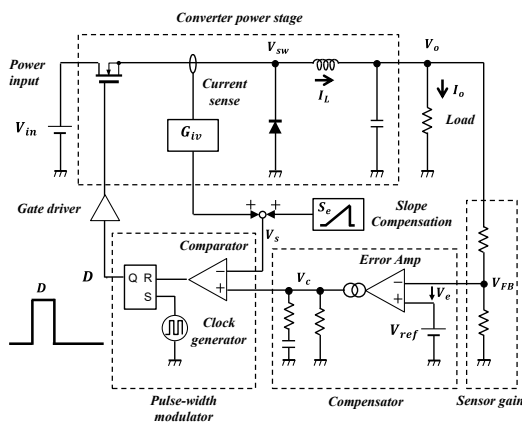 Converter power stage
Power input
V_sw
V_o
Current sense
I_L
I_o
Load
V_in
G_iv
Gate driver
+ +
S_e
Slope Compensation
V_s
Comparator
Error Amp
D
Q R
S
−
+
V_c
−
+
V_e
V_FB
D
Clock generator
V_ref
Pulse-width modulator
Compensator
Sensor gain